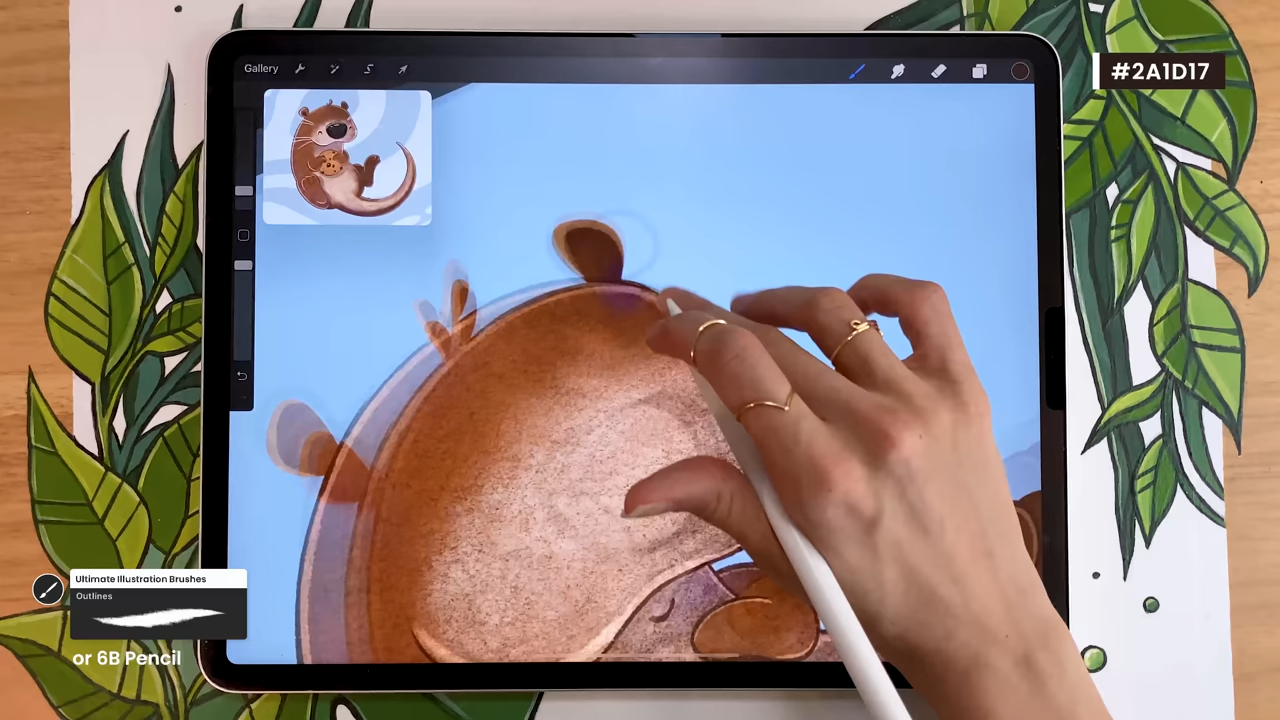 Gallery
#2A1D17
Ultimate Illustration Brushes
Outlines
or 6B Pencil